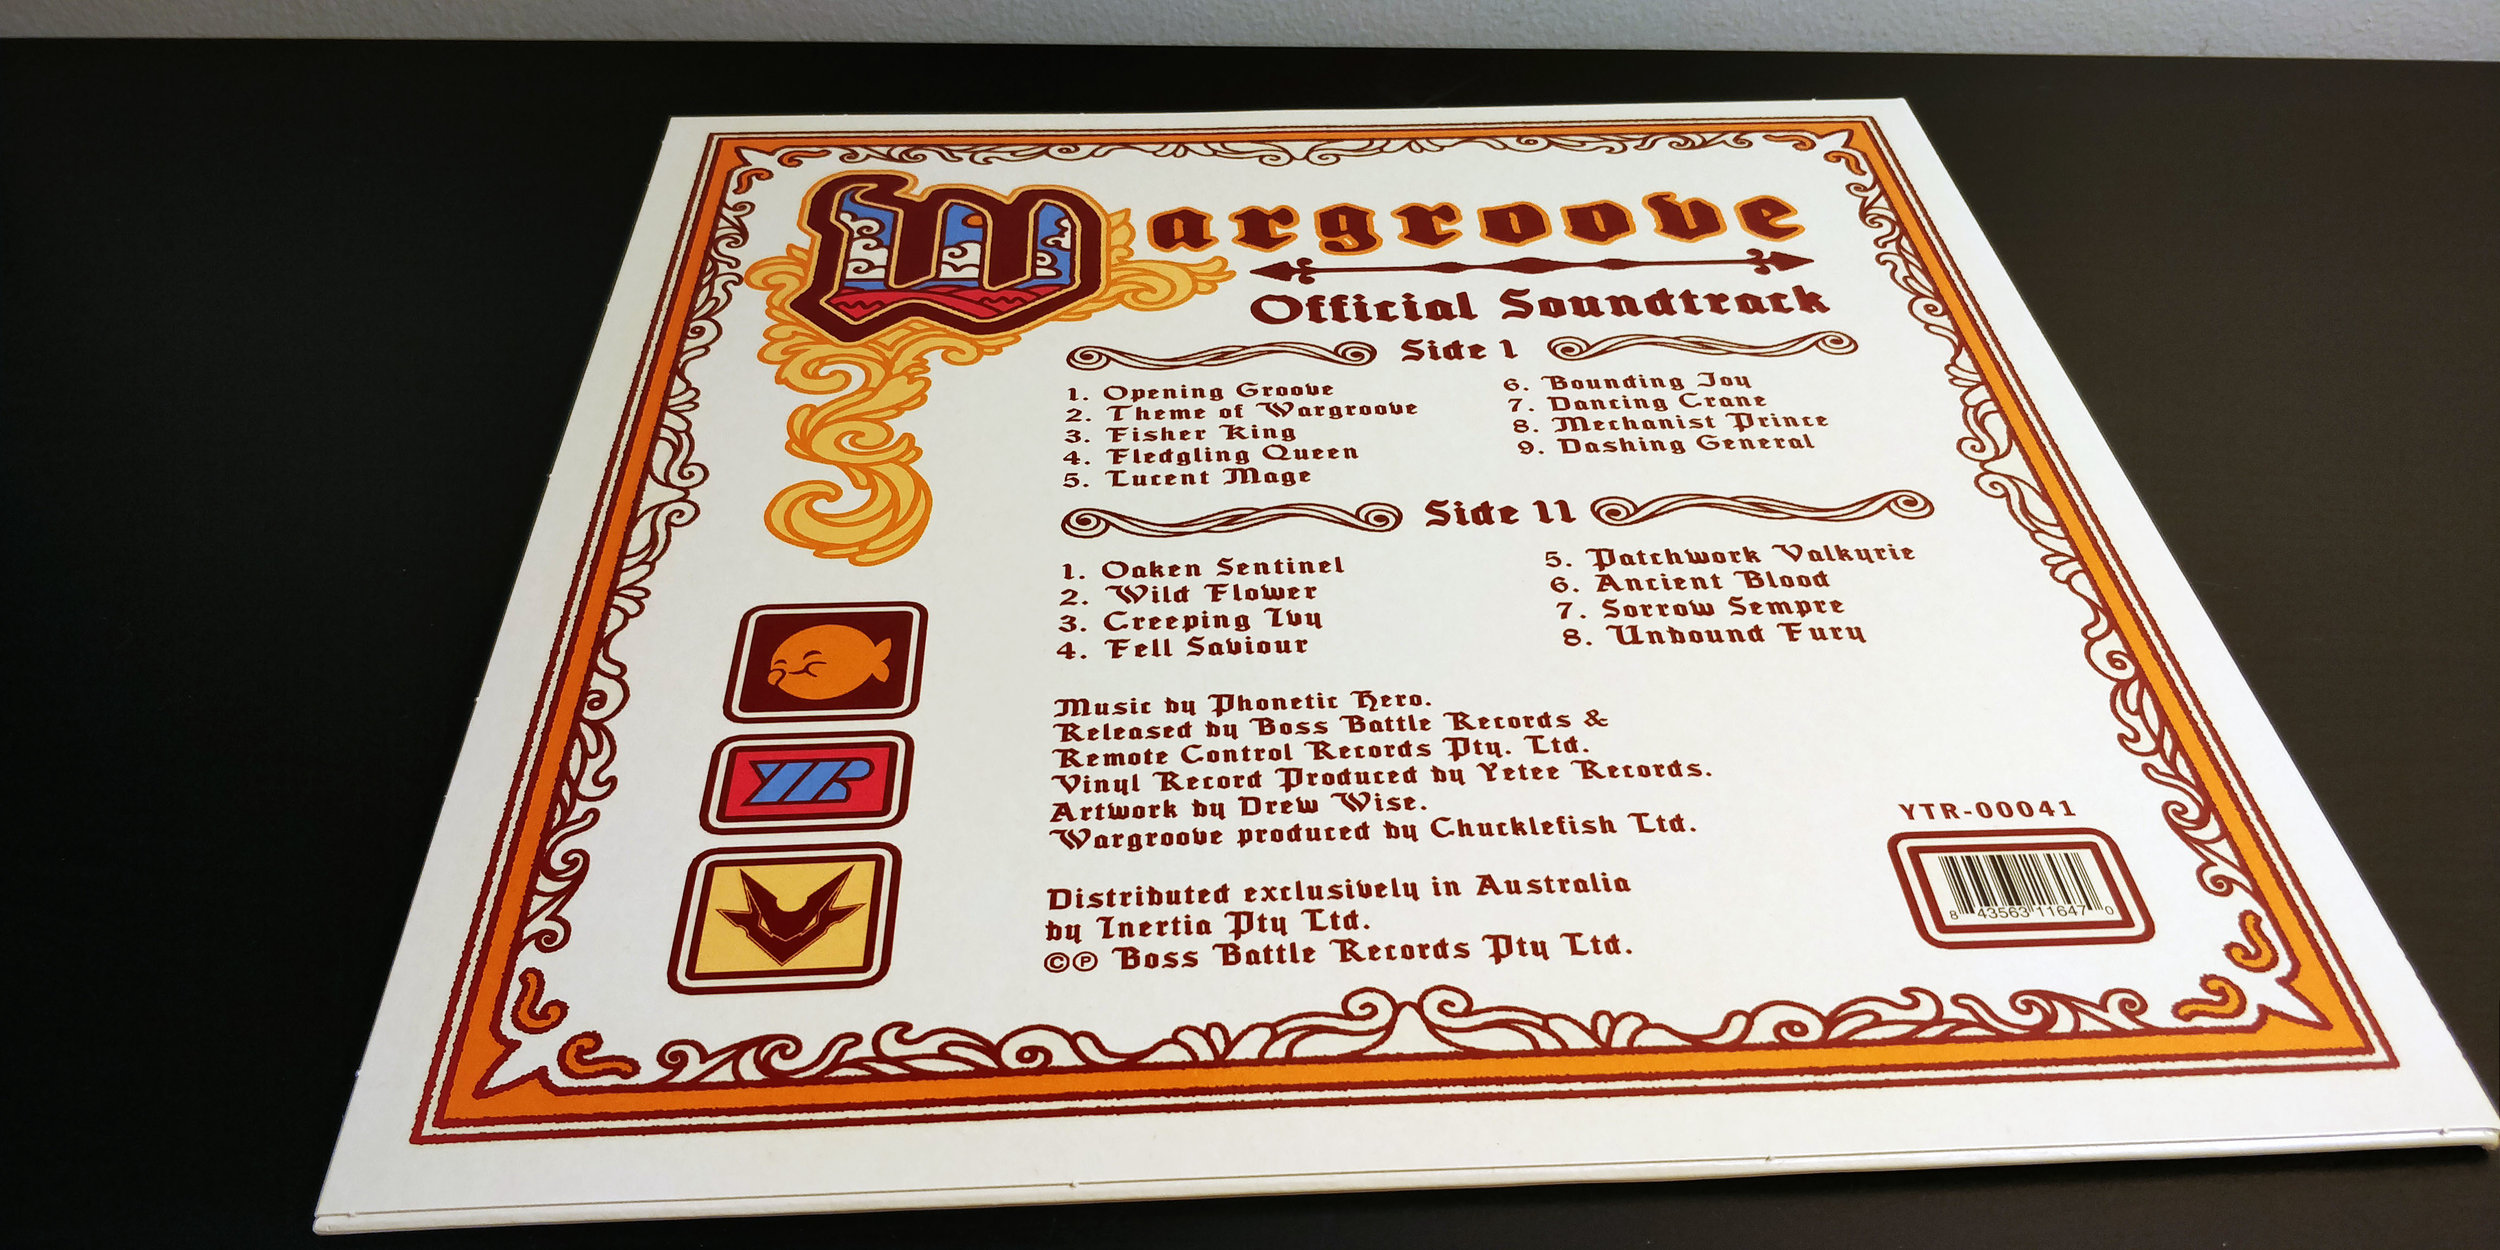 Wargroove
Official Soundtrack
Side 1
1. Opening Groove
2. Theme of Wargroove
3. Fisher King
4. Fledgling Queen
5. Lucent Mage
6. Bounding Joy
7. Dancing Crane
8. Mechanist Prince
9. Dashing General
Side 11
1. Oaken Sentinel
2. Wild Flower
3. Creeping Ivy
4. Fell Saviour
5. Patchwork Valkyrie
6. Ancient Blood
7. Sorrow Sempre
8. Unbound Fury
Music by Phonetic Hero.
Released by Boss Battle Records &
Remote Control Records Pty. Ltd.
Vinyl Record Produced by Yetee Records.
Artwork by Drew Wise.
Wargroove produced by Chucklefish Ltd.
Distributed exclusively in Australia
by Inertia Pty Ltd.
©℗ Boss Battle Records Pty Ltd.
YR
YTR-00041
8 43563 11647 0